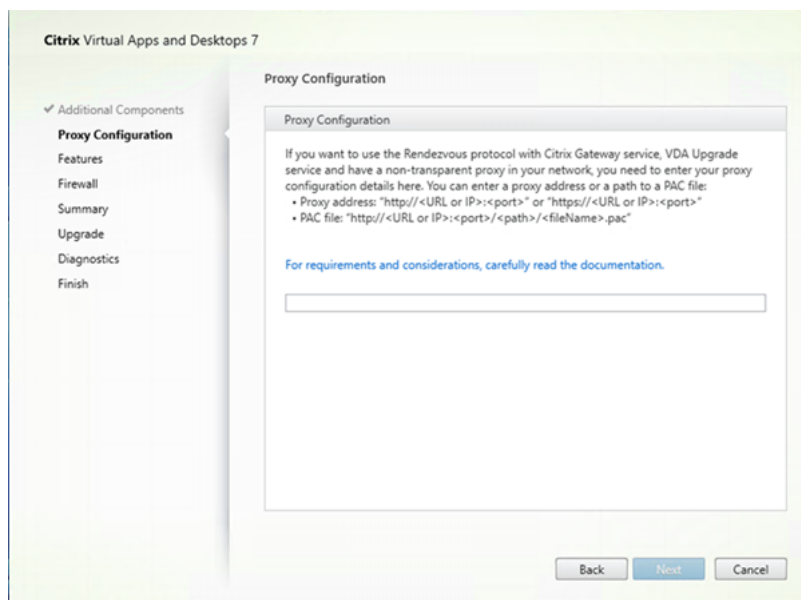 Citrix Virtual Apps and Desktops 7
Additional Components
Proxy Configuration
Features
Firewall
Summary
Upgrade
Diagnostics
Finish
Proxy Configuration
Proxy Configuration
If you want to use the Rendezvous protocol with Citrix Gateway service, VDA Upgrade
service and have a non-transparent proxy in your network, you need to enter your proxy
configuration details here. You can enter a proxy address or a path to a PAC file:
• Proxy address: "http://<URL or IP>:<port>" or "https://<URL or IP>:<port>"
• PAC file: "http://<URL or IP>:<port>/<path>/<fileName>.pac"
For requirements and considerations, carefully read the documentation.
Back
Next
Cancel